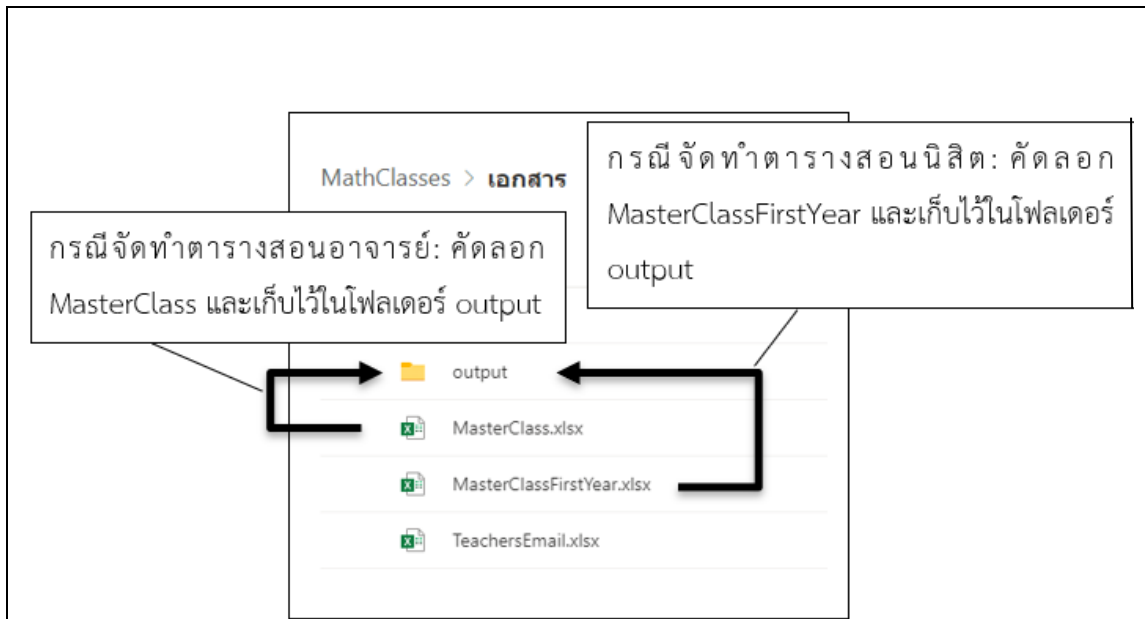 MathClasses > เอกสาร
กรณีจัดทำตารางสอนนิสิต: คัดลอก
MasterClassFirstYear และเก็บไว้ในโฟลเดอร์
output
กรณีจัดทำตารางสอนอาจารย์: คัดลอก
MasterClass และเก็บไว้ในโฟลเดอร์ output
output
MasterClass.xlsx
MasterClassFirstYear.xlsx
TeachersEmail.xlsx